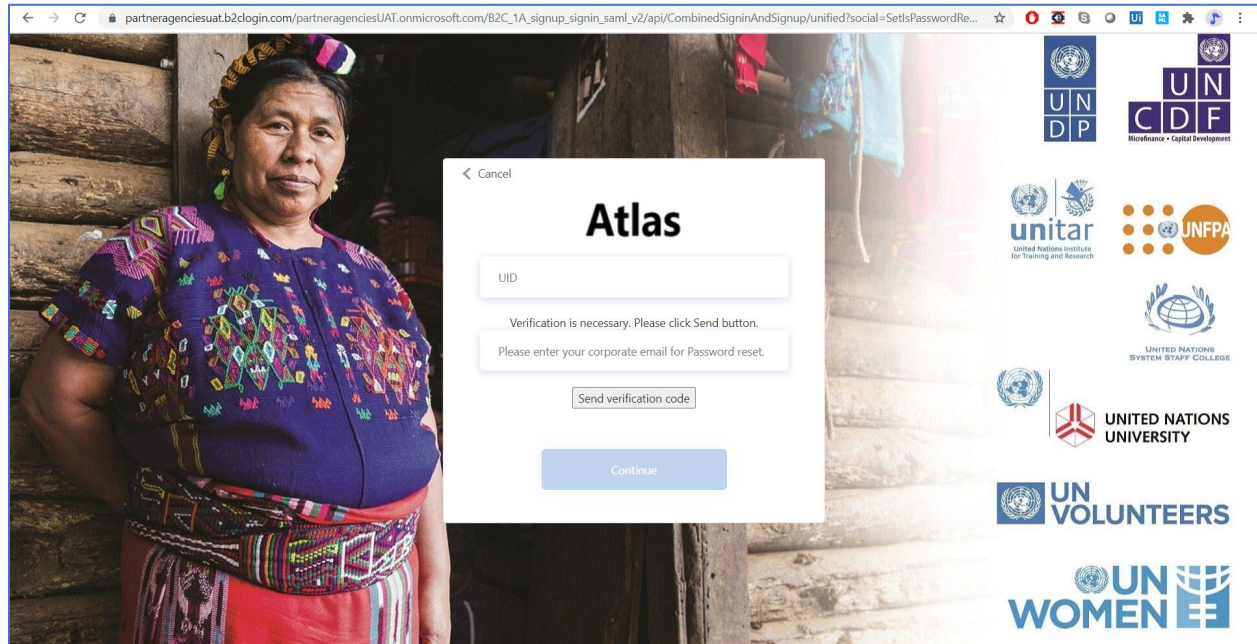 partneragenciesuat.b2clogin.com/partneragenciesUAT.onmicrosoft.com/B2C_1A_signup_signin_saml_v2/api/CombinedSigninAndSignup/unified?social=SetIsPasswordRe...
Cancel
Atlas
UID
Verification is necessary. Please click Send button.
Please enter your corporate email for Password reset.
Send verification code
Continue
UN
DP
UN
CDF
Microfinance • Capital Development
unitar
United Nations Institute
for Training and Research
UNFPA
UNITED NATIONS
SYSTEM STAFF COLLEGE
UNITED NATIONS
UNIVERSITY
UN
VOLUNTEERS
UN
WOMEN